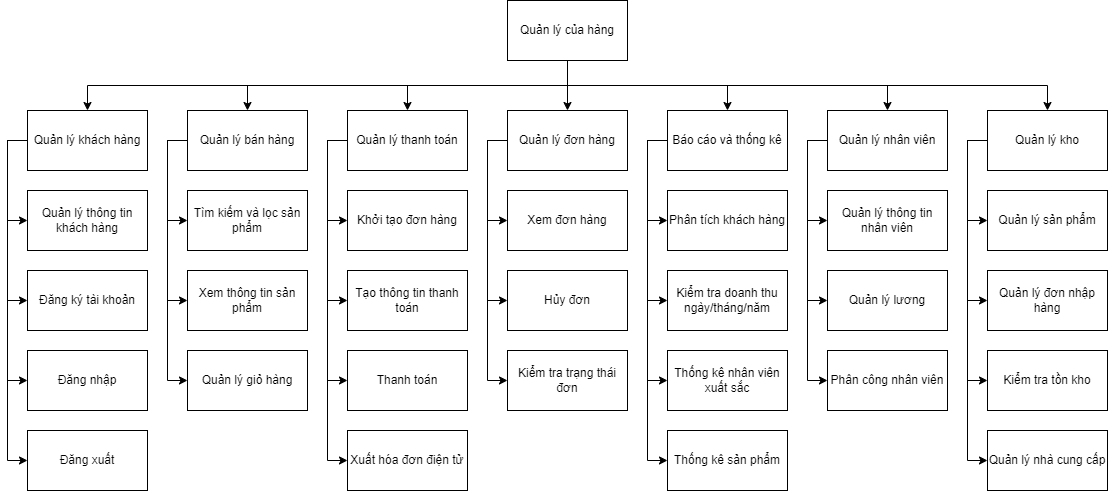 Quản lý của hàng
Quản lý khách hàng
Quản lý bán hàng
Quản lý thanh toán
Quản lý đơn hàng
Báo cáo và thống kê
Quản lý nhân viên
Quản lý kho
Quản lý thông tin
khách hàng
Tìm kiếm và lọc sản
phẩm
Khởi tạo đơn hàng
Xem đơn hàng
Phân tích khách hàng
Quản lý thông tin
nhân viên
Quản lý sản phẩm
Đăng ký tài khoản
Xem thông tin sản
phẩm
Tạo thông tin thanh
toán
Hủy đơn
Kiểm tra doanh thu
ngày/tháng/năm
Quản lý lương
Quản lý đơn nhập
hàng
Đăng nhập
Quản lý giỏ hàng
Thanh toán
Kiểm tra trạng thái
đơn
Thống kê nhân viên
xuất sắc
Phân công nhân viên
Kiểm tra tồn kho
Đăng xuất
Xuất hóa đơn điện tử
Thống kê sản phẩm
Quản lý nhà cung cấp